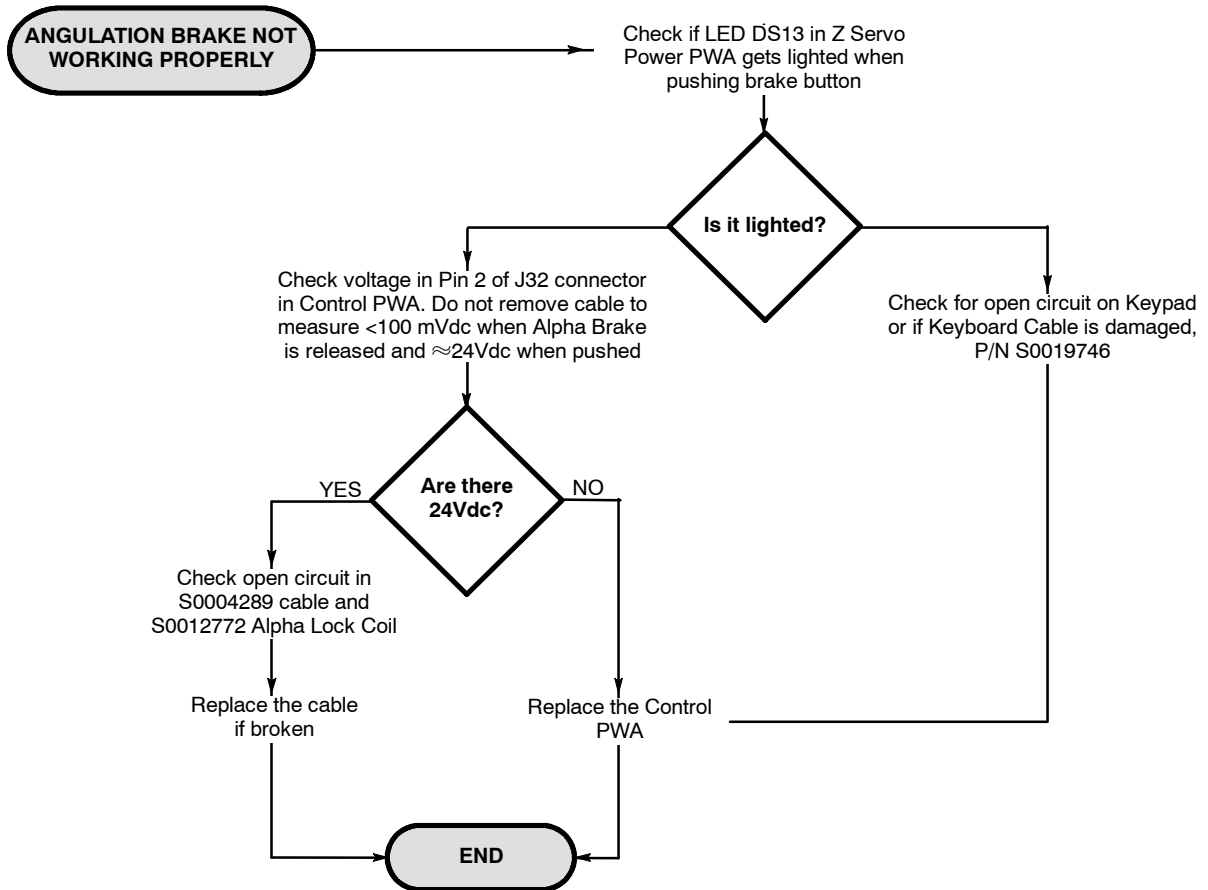 ANGULATION BRAKE NOT
WORKING PROPERLY
Check if LED DS13 in Z Servo
Power PWA gets lighted when
pushing brake button
Is it lighted?
Check voltage in Pin 2 of J32 connector
in Control PWA. Do not remove cable to
measure <100 mVdc when Alpha Brake
is released and ≈24Vdc when pushed
Check for open circuit on Keypad
or if Keyboard Cable is damaged,
P/N S0019746
Are there
24Vdc?
YES
NO
Check open circuit in
S0004289 cable and
S0012772 Alpha Lock Coil
Replace the cable
if broken
Replace the Control
PWA
END